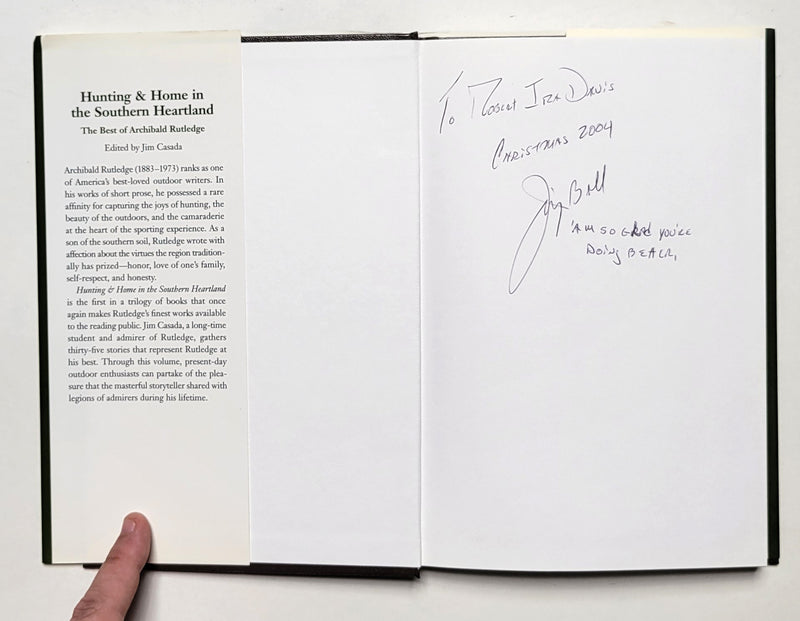 Hunting & Home in
the Southern Heartland
The Best of Archibald Rutledge
Edited by Jim Casada
Archibald Rutledge (1883–1973) ranks as one
of America's best-loved outdoor writers. In
his works of short prose, he possessed a rare
affinity for capturing the joys of hunting, the
beauty of the outdoors, and the camaraderie
at the heart of the sporting experience. As a
son of the southern soil, Rutledge wrote with
affection about the virtues the region tradition-
ally has prized—honor, love of one's family,
self-respect, and honesty.
Hunting & Home in the Southern Heartland
is the first in a trilogy of books that once
again makes Rutledge's finest works available
to the reading public. Jim Casada, a long-time
student and admirer of Rutledge, gathers
thirty-five stories that represent Rutledge at
his best. Through this volume, present-day
outdoor enthusiasts can partake of the plea-
sure that the masterful storyteller shared with
legions of admirers during his lifetime.
To Robert Ira Davis
Christmas 2004
Jim Ball
'AM SO GLAD YOU'RE
DOiNg